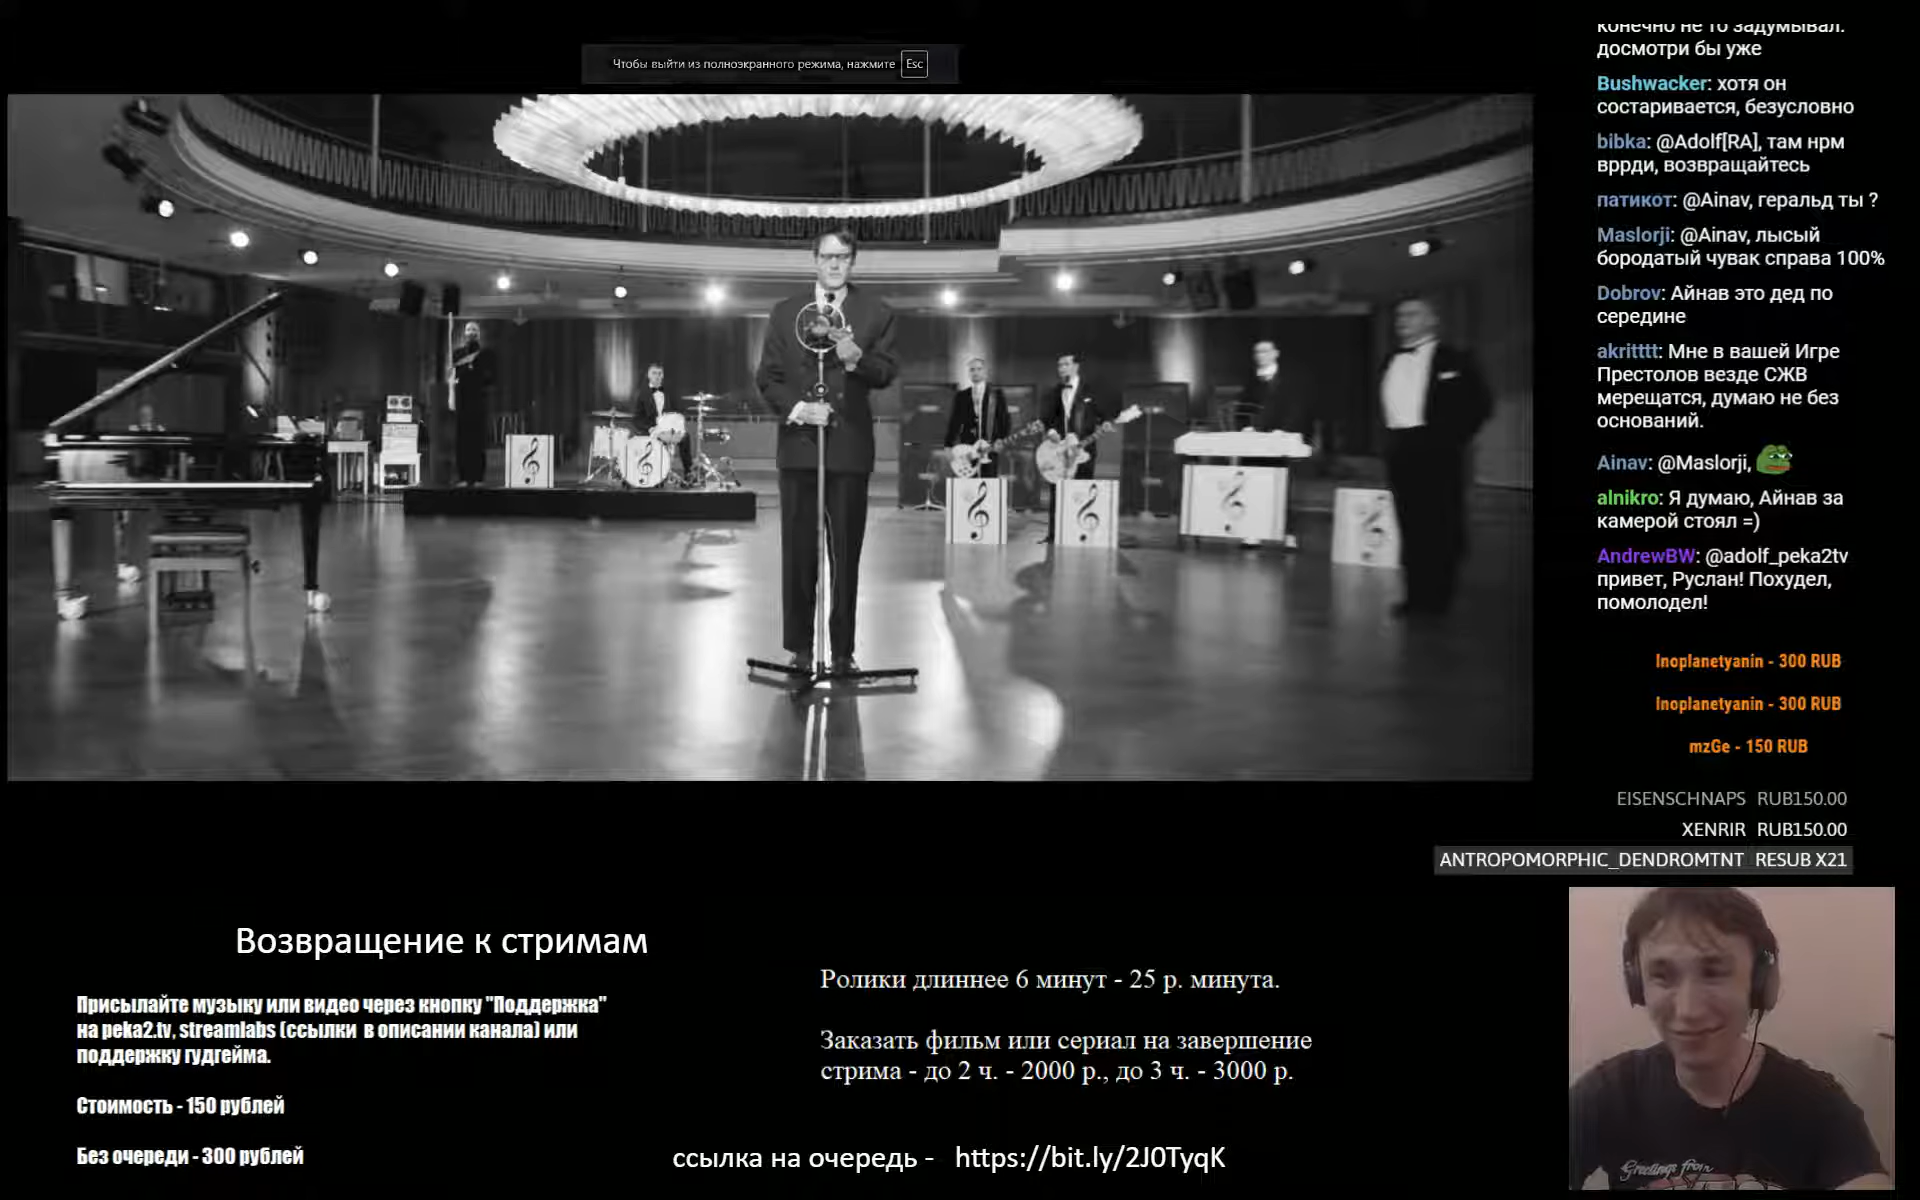 Чтобы выйти из полноэкранного режима, нажмите Esc
конечно не то задумывал.
досмотри бы уже
Bushwacker: хотя он
состаривается, безусловно
bibka: @Adolf[RA], там нрм
вррди, возвращайтесь
патикот: @Ainav, геральд ты ?
Maslorji: @Ainav, лысый
бородатый чувак справа 100%
Dobrov: Айнав это дед по
середине
akritttt: Мне в вашей Игре
Престолов везде СЖВ
мерещатся, думаю не без
оснований.
Ainav: @Maslorji,
alnikro: Я думаю, Айнав за
камерой стоял =)
AndrewBW: @adolf_peka2tv
привет, Руслан! Похудел,
помолодел!
Inoplanetyanin - 300 RUB
Inoplanetyanin - 300 RUB
mzGe - 150 RUB
EISENSCHNAPS RUB150.00
XENRIR RUB150.00
ANTROPOMORPHIC_DENDROMTNT RESUB X21
Возвращение к стримам
Присылайте музыку или видео через кнопку "Поддержка"
на peka2.tv, streamlabs (ссылки в описании канала) или
поддержку гудгейма.
Стоимость - 150 рублей
Без очереди - 300 рублей
Ролики длиннее 6 минут - 25 р. минута.
Заказать фильм или сериал на завершение
стрима - до 2 ч. - 2000 р., до 3 ч. - 3000 р.
ссылка на очередь - https://bit.ly/2J0TyqK
Greetings from